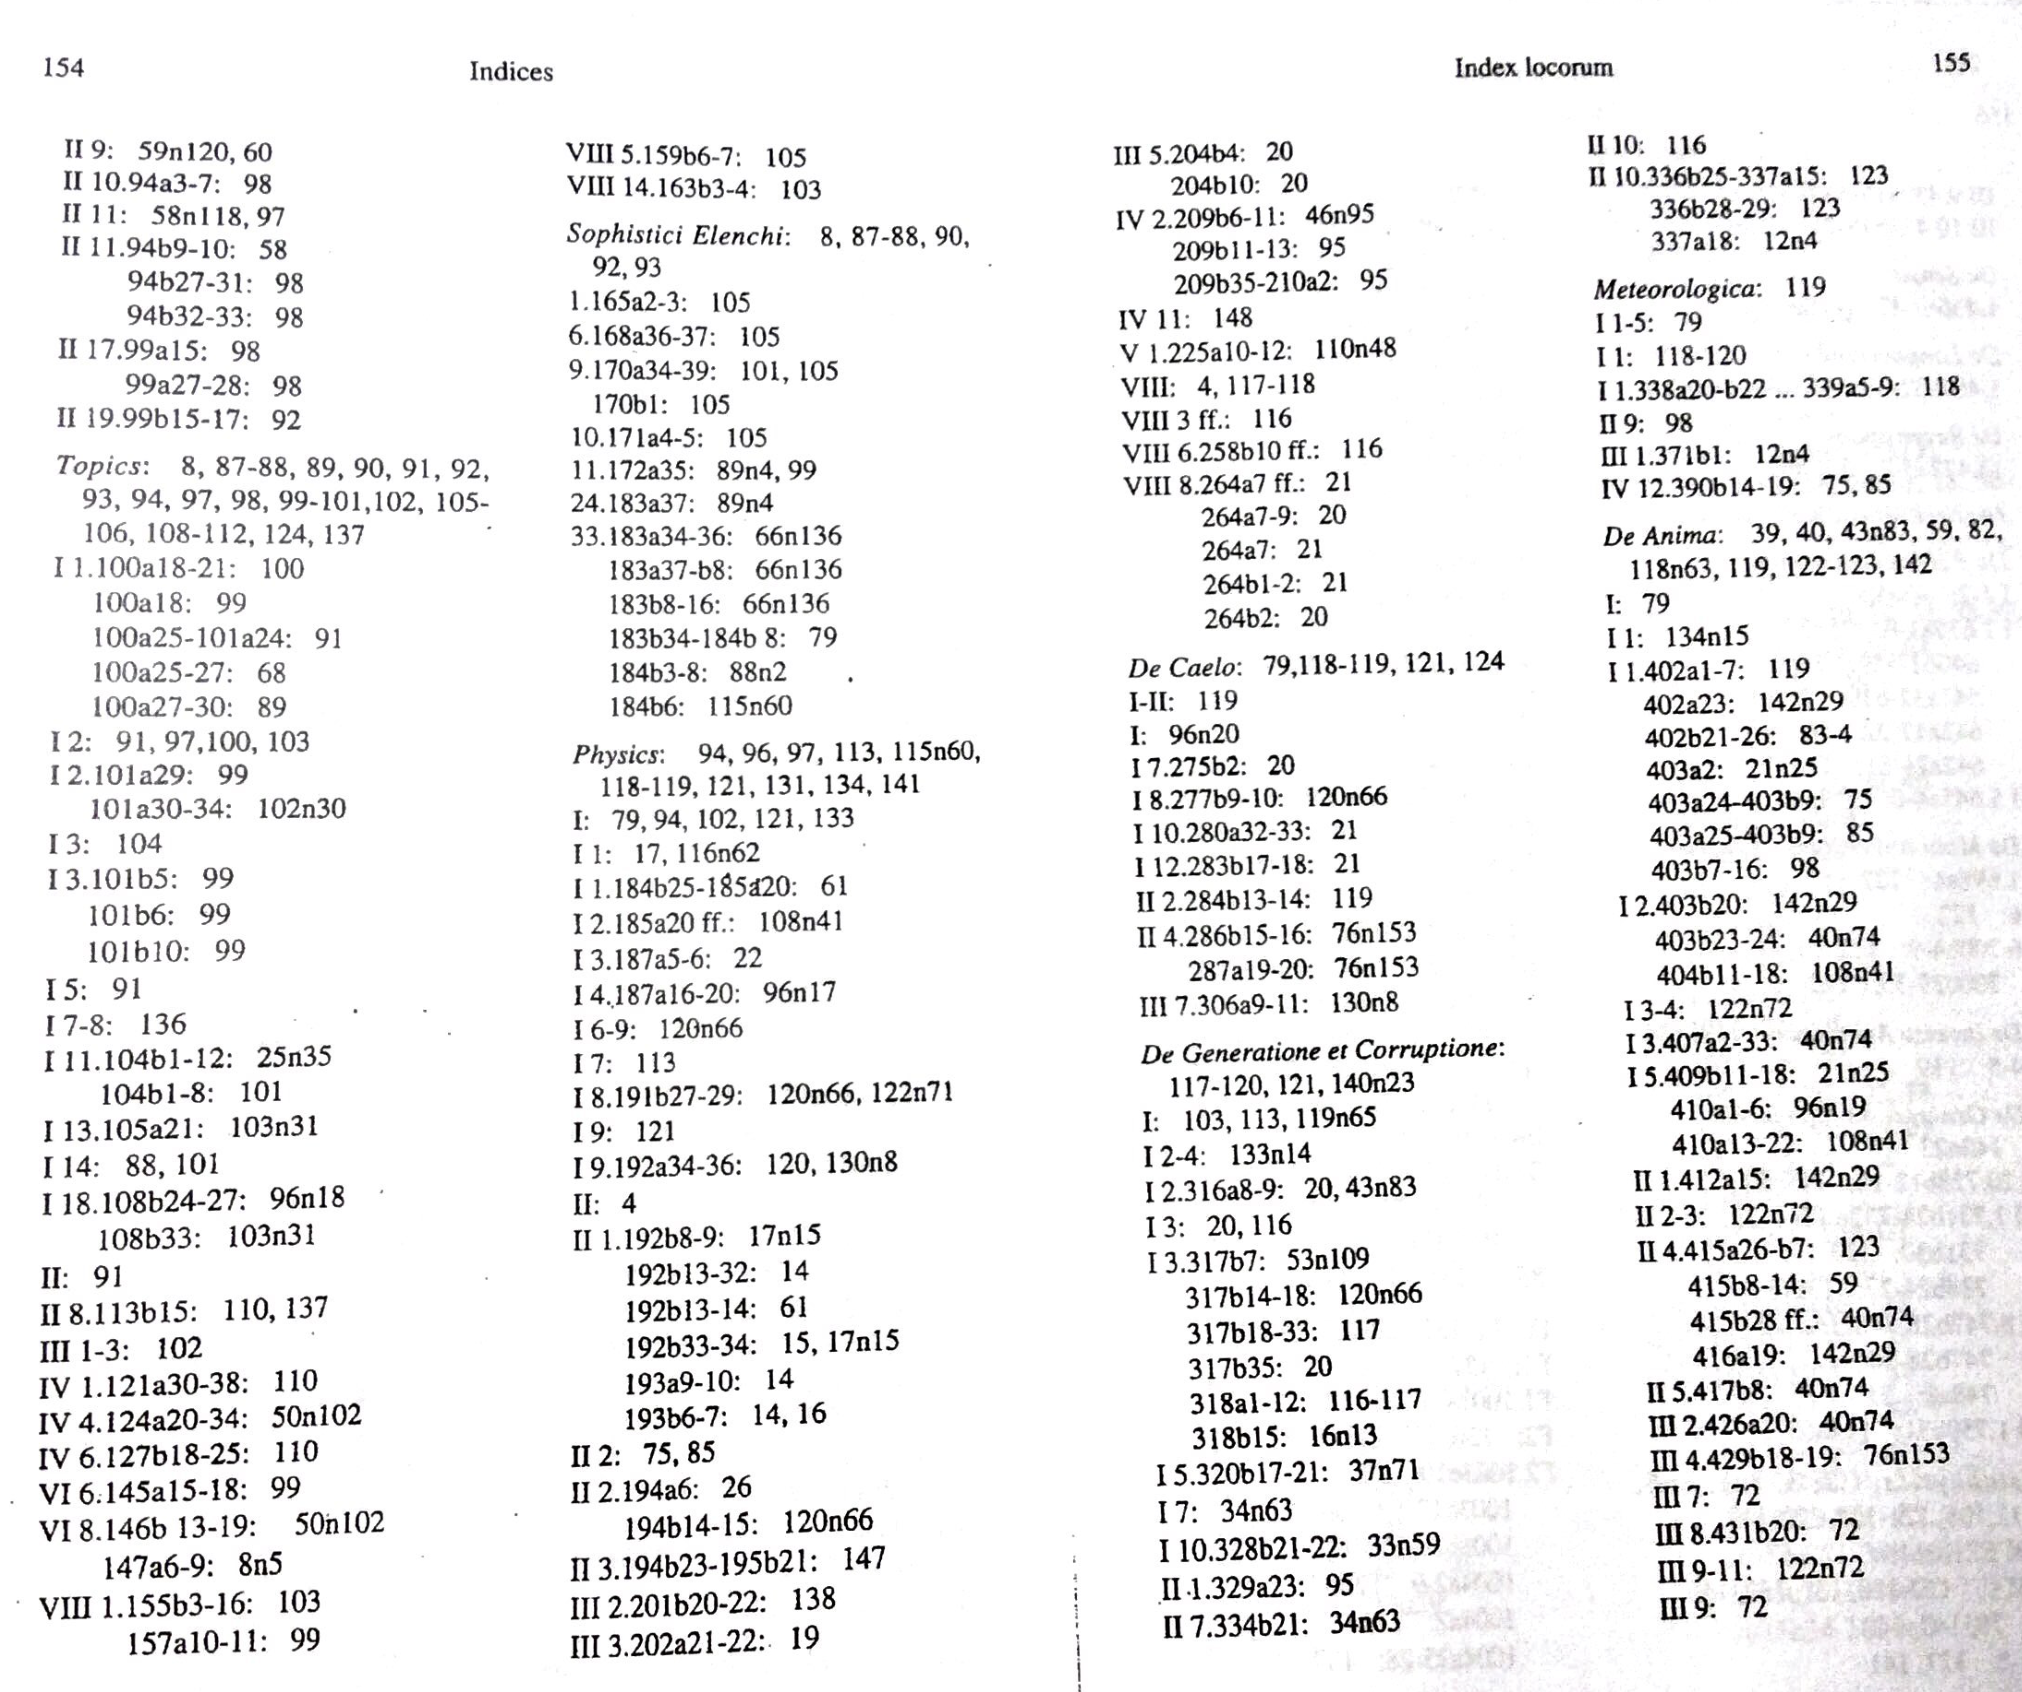 154
Indices
II 9: 59n120, 60
II 10.94a3-7: 98
II 11: 58n118, 97
II 11.94b9-10: 58
94b27-31: 98
94b32-33: 98
II 17.99a15: 98
99a27-28: 98
II 19.99b15-17: 92
Topics: 8, 87-88, 89, 90, 91, 92,
93, 94, 97, 98, 99-101,102, 105-
106, 108-112, 124, 137
I 1.100a18-21: 100
100a18: 99
100a25-101a24: 91
100a25-27: 68
100a27-30: 89
I 2: 91, 97,100, 103
I 2.101a29: 99
101a30-34: 102n30
I 3: 104
I 3.101b5: 99
101b6: 99
101b10: 99
I 5: 91
I 7-8: 136
I 11.104b1-12: 25n35
104b1-8: 101
I 13.105a21: 103n31
I 14: 88, 101
I 18.108b24-27: 96n18
108b33: 103n31
II: 91
II 8.113b15: 110, 137
III 1-3: 102
IV 1.121a30-38: 110
IV 4.124a20-34: 50n102
IV 6.127b18-25: 110
VI 6.145a15-18: 99
VI 8.146b 13-19: 50n102
147a6-9: 8n5
VIII 1.155b3-16: 103
157a10-11: 99
VIII 5.159b6-7: 105
VIII 14.163b3-4: 103
Sophistici Elenchi: 8, 87-88, 90,
92, 93
1.165a2-3: 105
6.168a36-37: 105
9.170a34-39: 101, 105
170b1: 105
10.171a4-5: 105
11.172a35: 89n4, 99
24.183a37: 89n4
33.183a34-36: 66n136
183a37-b8: 66n136
183b8-16: 66n136
183b34-184b 8: 79
184b3-8: 88n2
184b6: 115n60
Physics: 94, 96, 97, 113, 115n60,
118-119, 121, 131, 134, 141
I: 79, 94, 102, 121, 133
I 1: 17, 116n62
I 1.184b25-185a20: 61
I 2.185a20 ff.: 108n41
I 3.187a5-6: 22
I 4.187a16-20: 96n17
I 6-9: 120n66
I 7: 113
I 8.191b27-29: 120n66, 122n71
I 9: 121
I 9.192a34-36: 120, 130n8
II: 4
II 1.192b8-9: 17n15
192b13-32: 14
192b13-14: 61
192b33-34: 15, 17n15
193a9-10: 14
193b6-7: 14, 16
II 2: 75, 85
II 2.194a6: 26
194b14-15: 120n66
II 3.194b23-195b21: 147
III 2.201b20-22: 138
III 3.202a21-22: 19
Index locorum
155
III 5.204b4: 20
204b10: 20
IV 2.209b6-11: 46n95
209b11-13: 95
209b35-210a2: 95
IV 11: 148
V 1.225a10-12: 110n48
VIII: 4, 117-118
VIII 3 ff.: 116
VIII 6.258b10 ff.: 116
VIII 8.264a7 ff.: 21
264a7-9: 20
264a7: 21
264b1-2: 21
264b2: 20
De Caelo: 79,118-119, 121, 124
I-II: 119
I: 96n20
I 7.275b2: 20
I 8.277b9-10: 120n66
I 10.280a32-33: 21
I 12.283b17-18: 21
II 2.284b13-14: 119
II 4.286b15-16: 76n153
287a19-20: 76n153
III 7.306a9-11: 130n8
De Generatione et Corruptione:
117-120, 121, 140n23
I: 103, 113, 119n65
I 2-4: 133n14
I 2.316a8-9: 20, 43n83
I 3: 20, 116
I 3.317b7: 53n109
317b14-18: 120n66
317b18-33: 117
317b35: 20
318a1-12: 116-117
318b15: 16n13
I 5.320b17-21: 37n71
I 7: 34n63
I 10.328b21-22: 33n59
II 1.329a23: 95
II 7.334b21: 34n63
II 10: 116
II 10.336b25-337a15: 123
336b28-29: 123
337a18: 12n4
Meteorologica: 119
I 1-5: 79
I 1: 118-120
I 1.338a20-b22 ... 339a5-9: 118
II 9: 98
III 1.371b1: 12n4
IV 12.390b14-19: 75, 85
De Anima: 39, 40, 43n83, 59, 82,
118n63, 119, 122-123, 142
I: 79
I 1: 134n15
I 1.402a1-7: 119
402a23: 142n29
402b21-26: 83-4
403a2: 21n25
403a24-403b9: 75
403a25-403b9: 85
403b7-16: 98
I 2.403b20: 142n29
403b23-24: 40n74
404b11-18: 108n41
I 3-4: 122n72
I 3.407a2-33: 40n74
I 5.409b11-18: 21n25
410a1-6: 96n19
410a13-22: 108n41
II 1.412a15: 142n29
II 2-3: 122n72
II 4.415a26-b7: 123
415b8-14: 59
415b28 ff.: 40n74
416a19: 142n29
II 5.417b8: 40n74
III 2.426a20: 40n74
III 4.429b18-19: 76n153
III 7: 72
III 8.431b20: 72
III 9-11: 122n72
III 9: 72